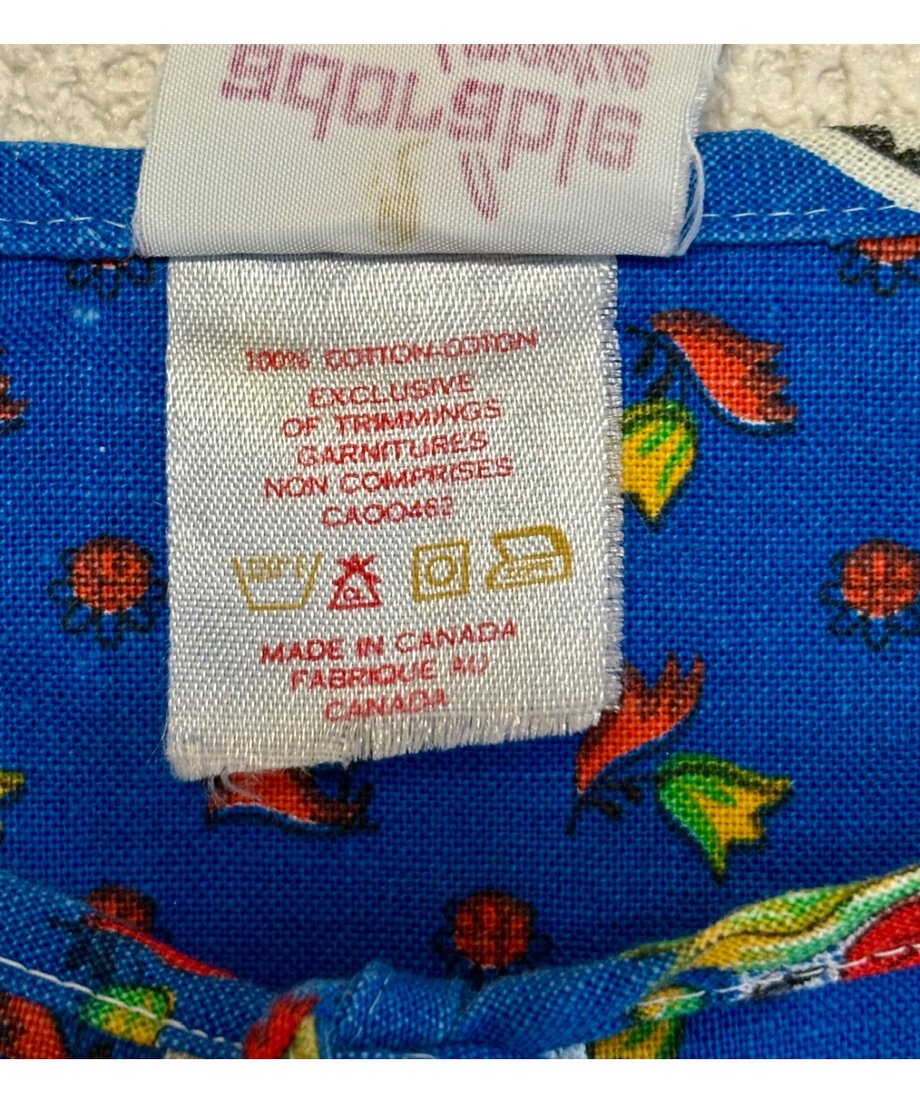 100% COTTON-COTON
EXCLUSIVE
OF TRIMMINGS
GARNITURES
NON COMPRISES
CA00462
MADE IN CANADA
FABRIQUE AU
CANADA